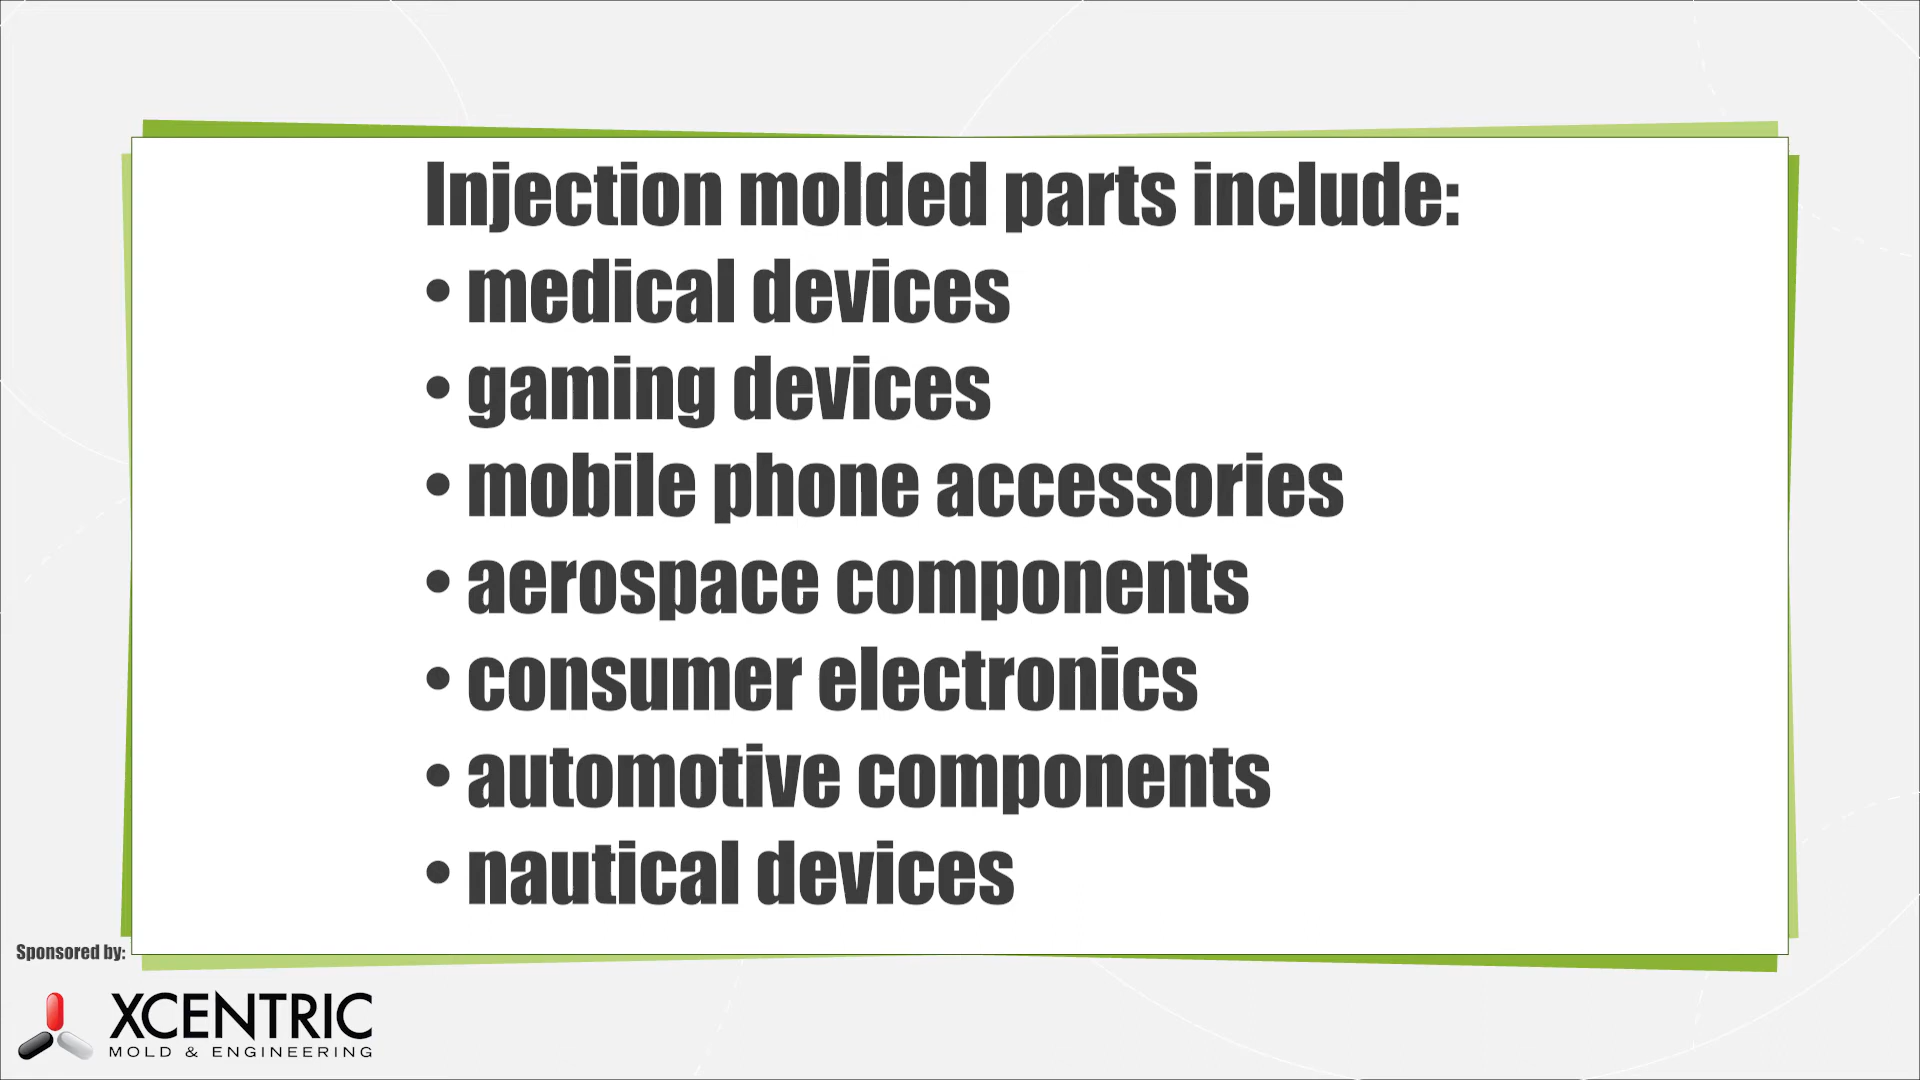 Injection molded parts include:
• medical devices
• gaming devices
• mobile phone accessories
• aerospace components
• consumer electronics
• automotive components
• nautical devices
Sponsored by:
XCENTRIC
MOLD & ENGINEERING